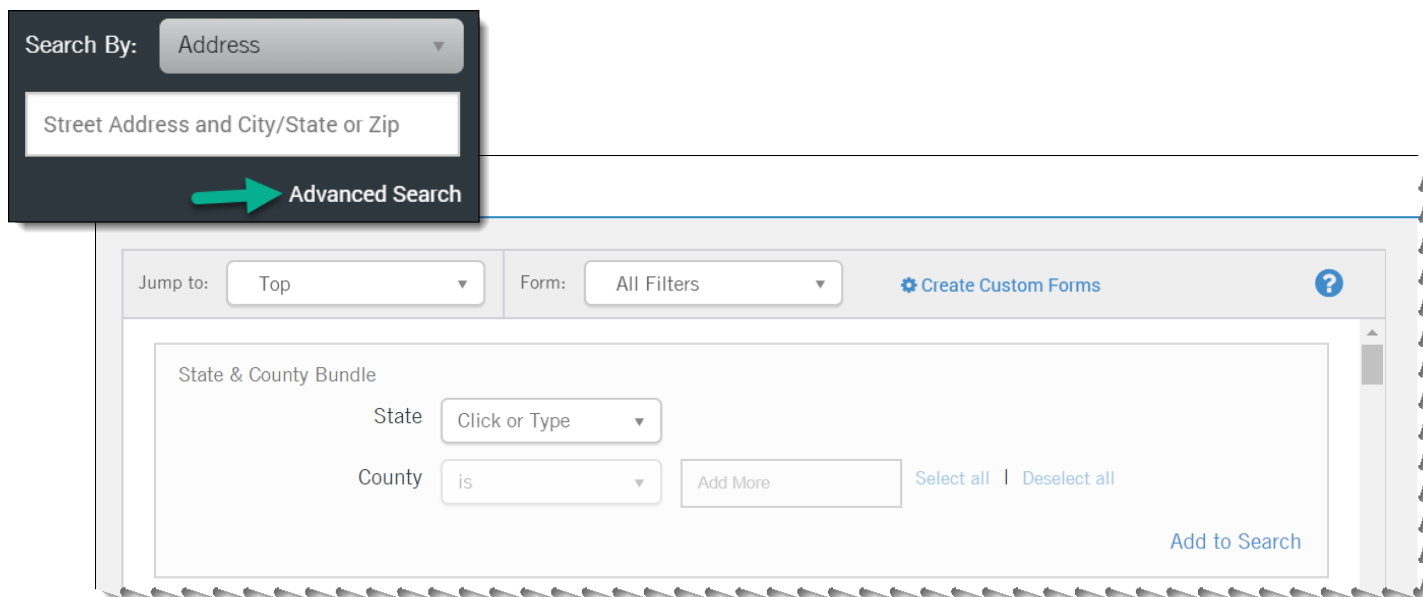 Search By: Address
Street Address and City/State or Zip
Advanced Search
Jump to: Top Form: All Filters Create Custom Forms ?
State & County Bundle
State Click or Type
County is Add More Select all | Deselect all
Add to Search